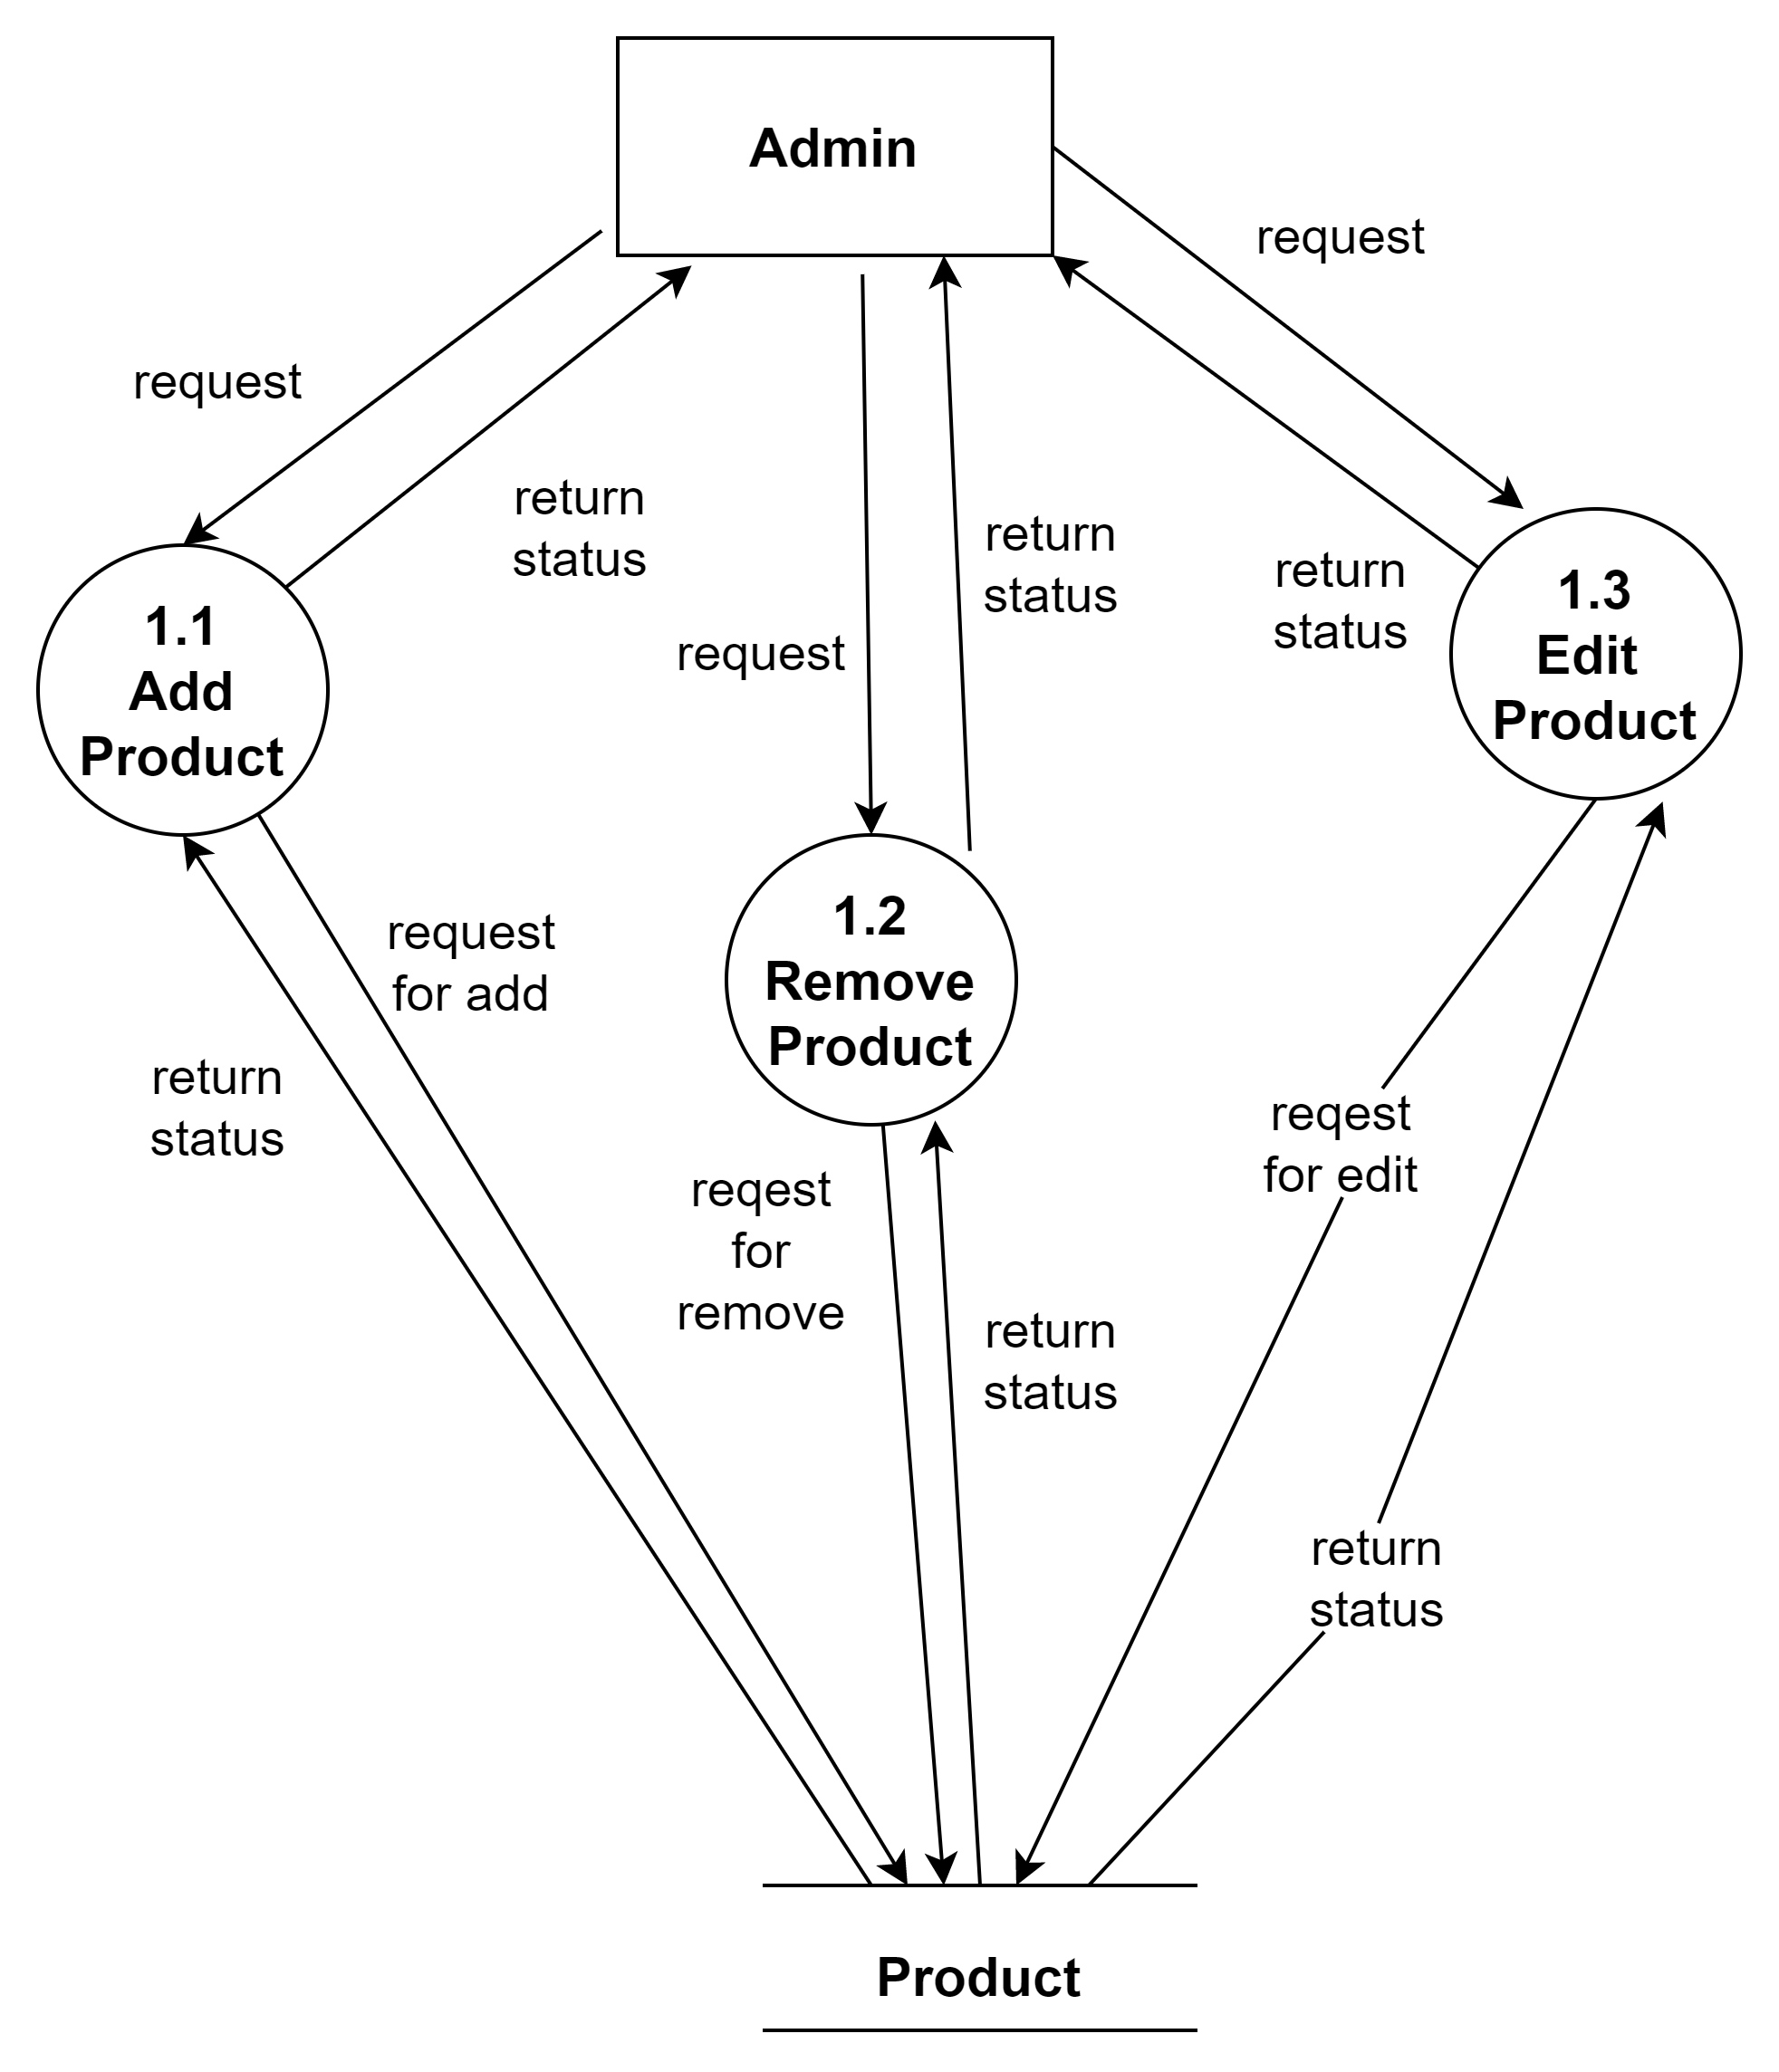 Admin
request
request
return
status
return
status
return
status
request
1.1
Add
Product
1.3
Edit
Product
1.2
Remove
Product
request
for add
return
status
reqest
for edit
reqest
for
remove
return
status
return
status
Product